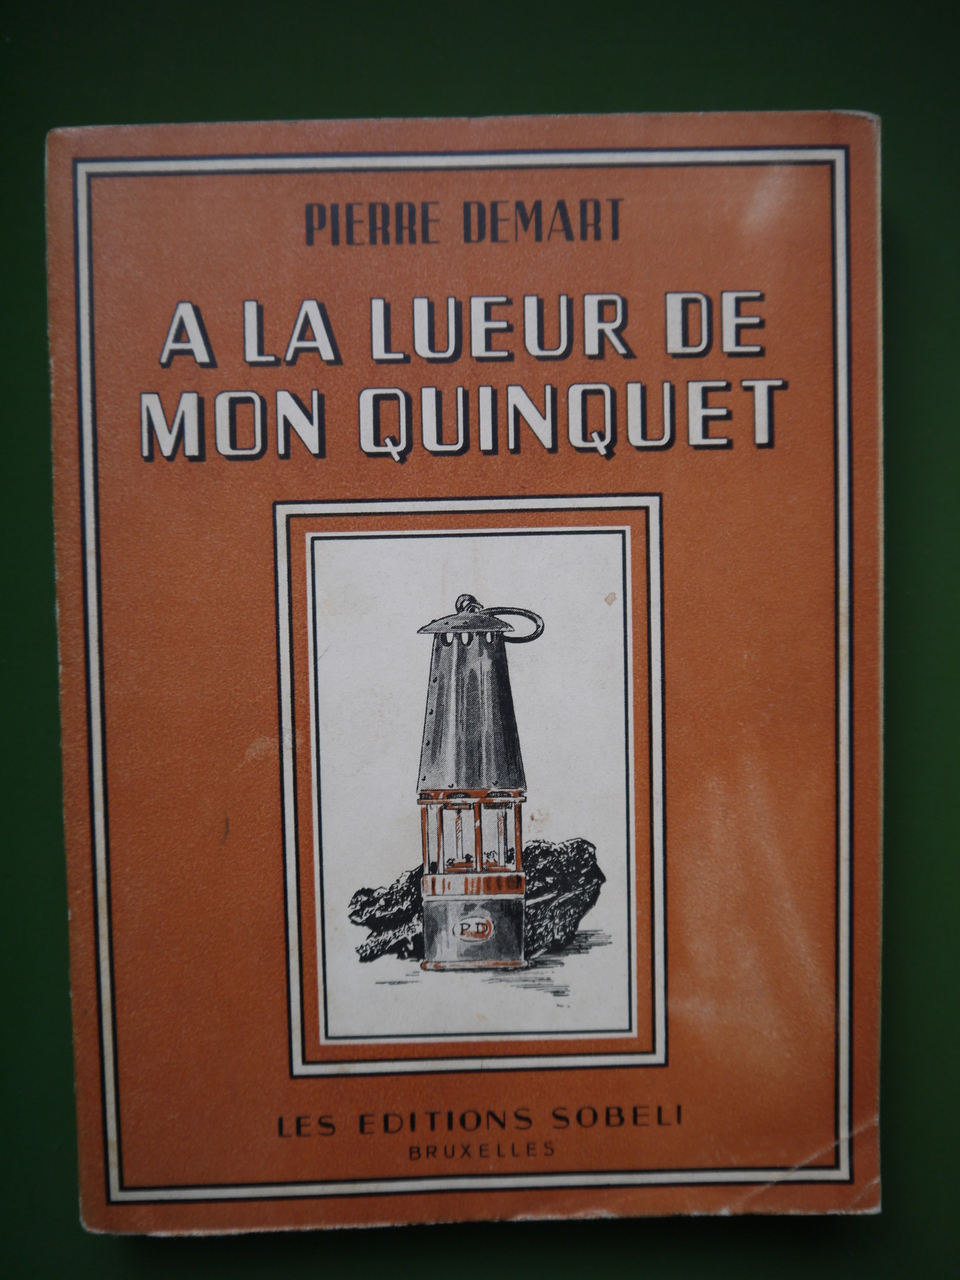 PIERRE DEMART
A LA LUEUR DE
MON QUINQUET
P.D
LES EDITIONS SOBELI
BRUXELLES